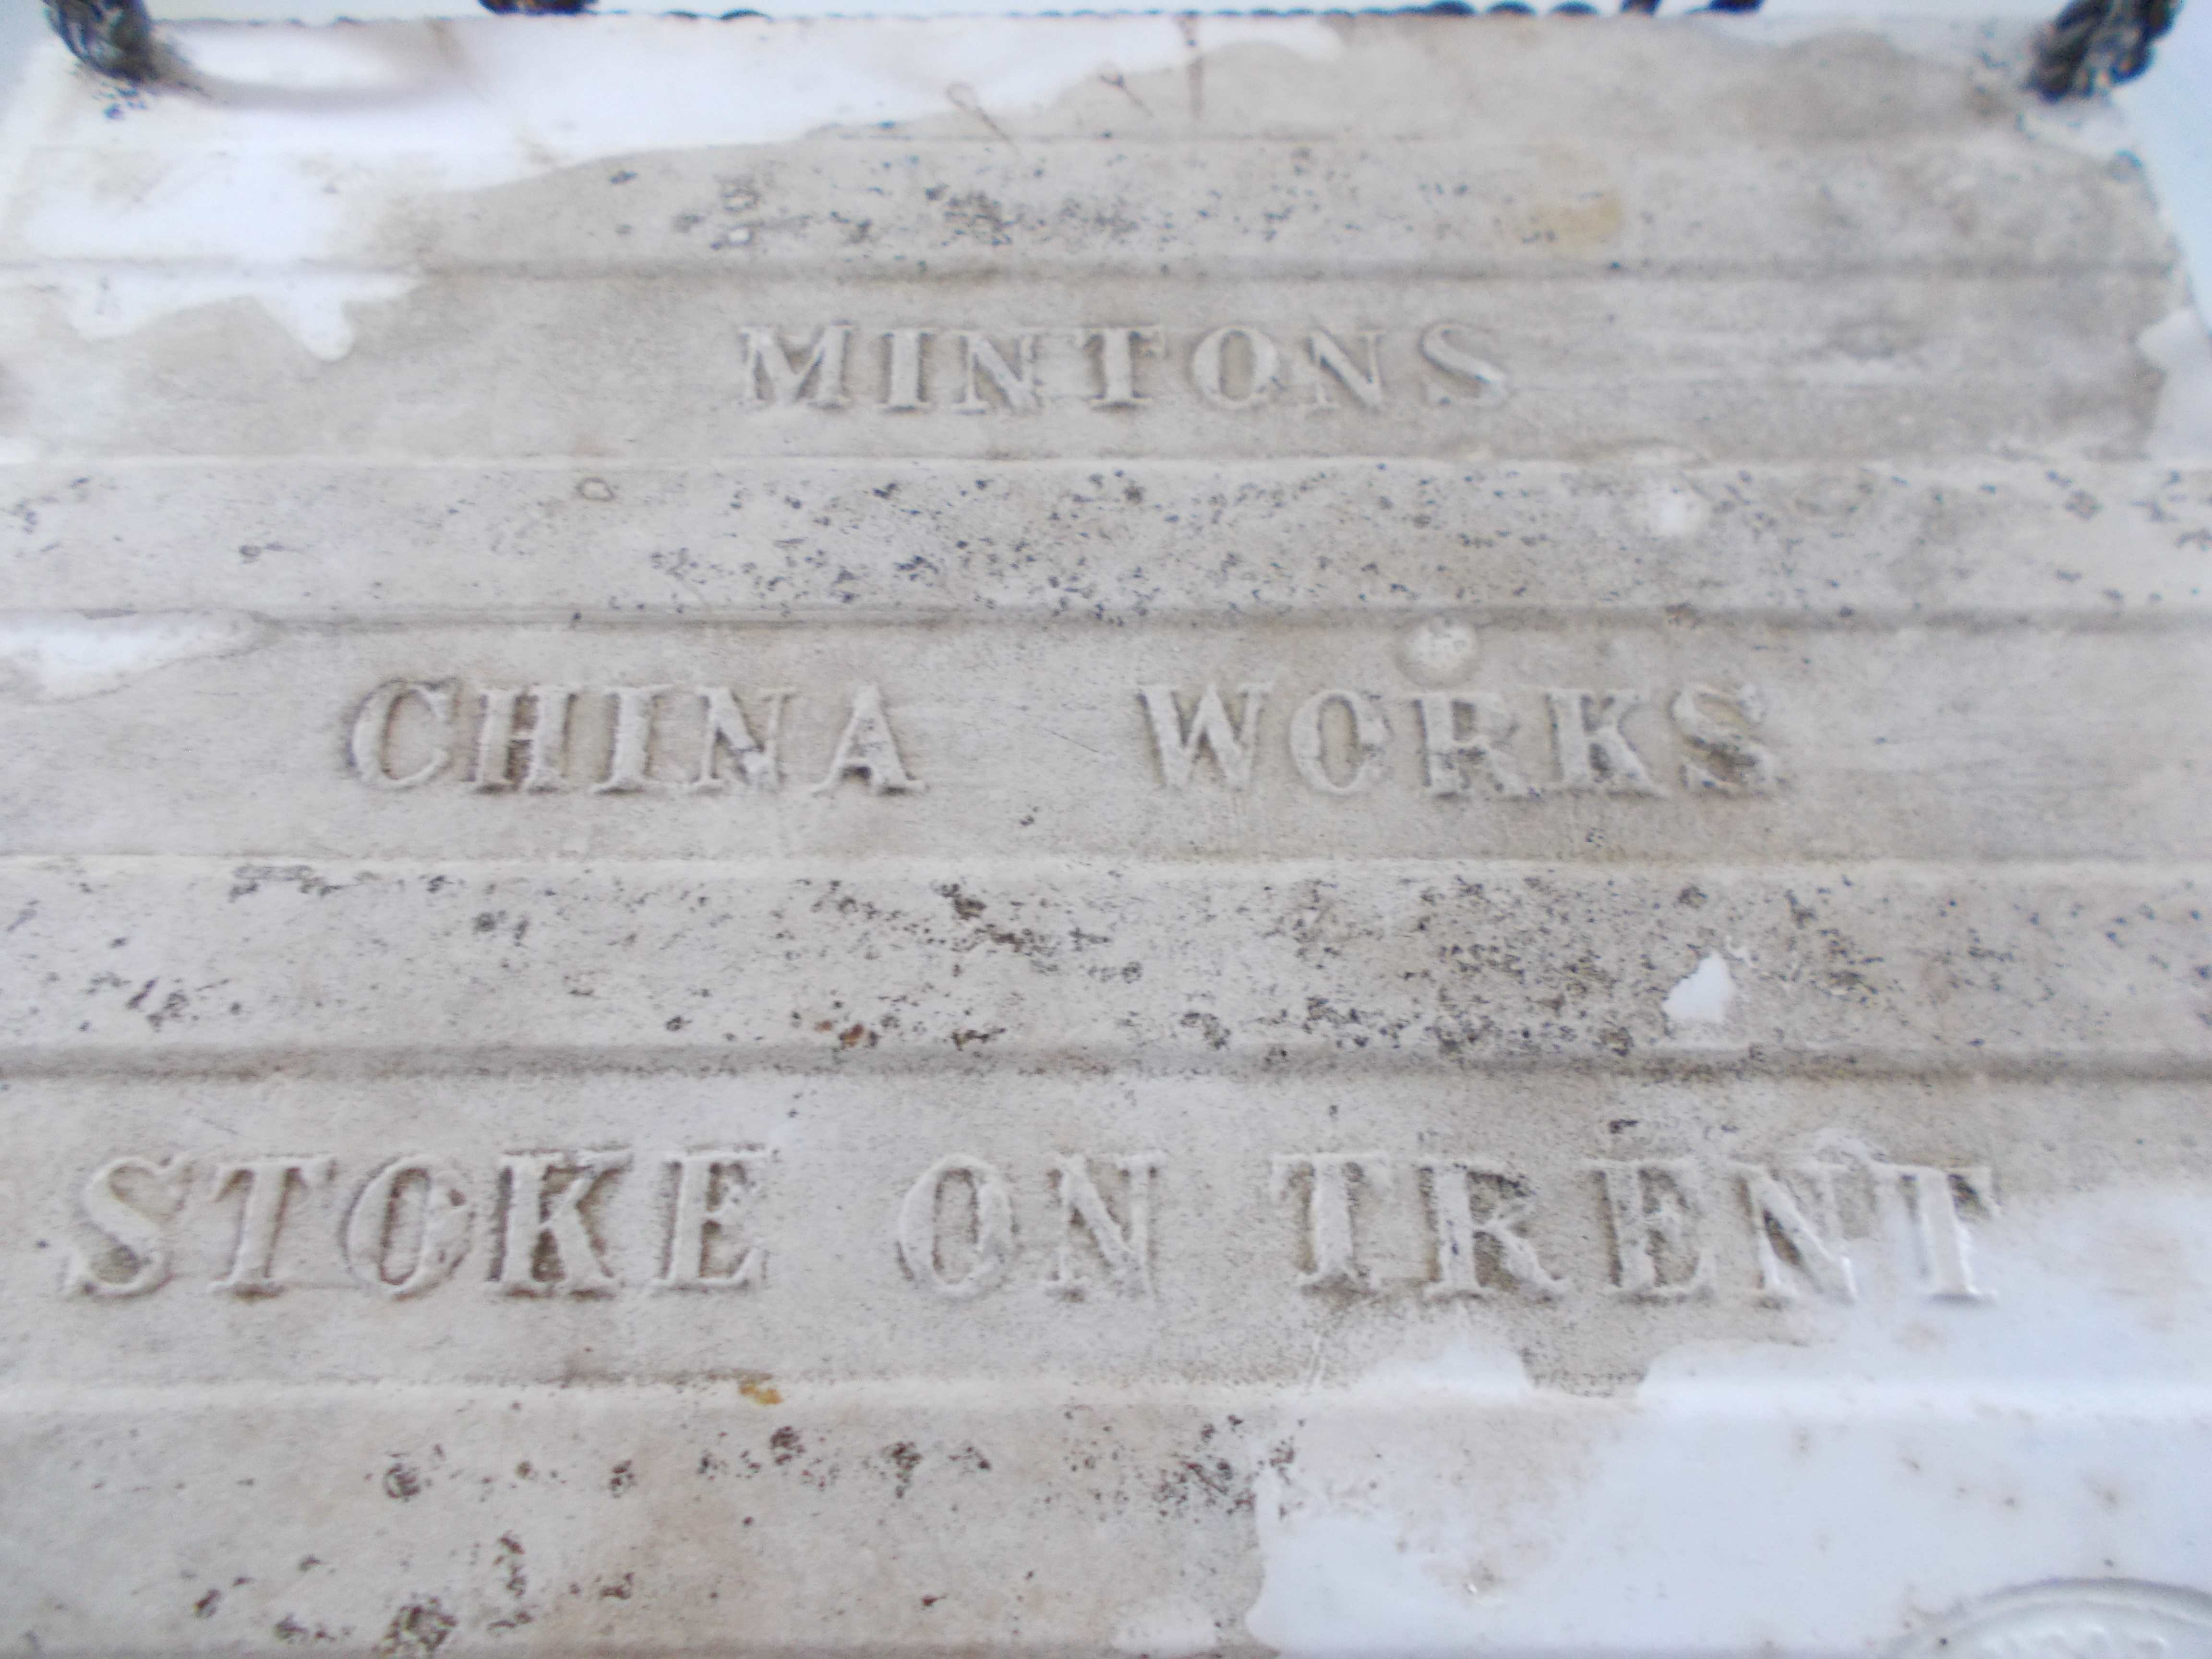 MINTONS
CHINA WORKS
STOKE ON TRENT